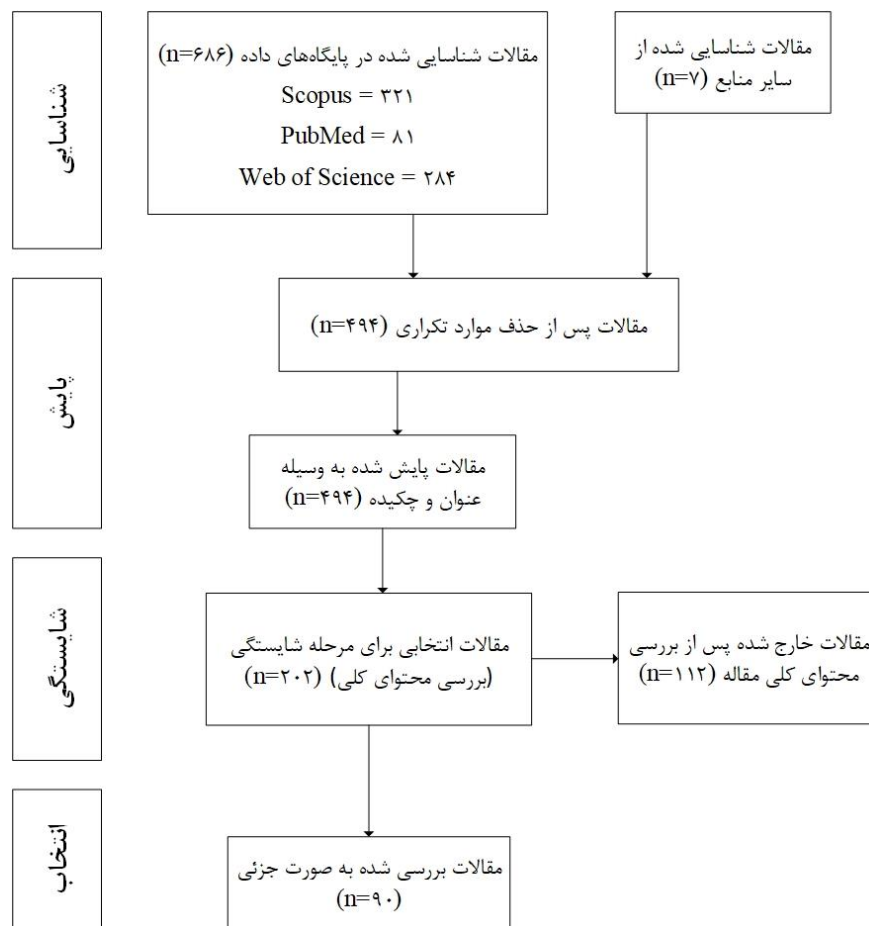 شناسایی
مقالات شناسایی شده در پایگاه‌های داده (n=۶۸۶)
Scopus = ۳۲۱
PubMed = ۸۱
Web of Science = ۲۸۴
مقالات شناسایی شده از
سایر منابع (n=۷)
پایش
مقالات پس از حذف موارد تکراری (n=۴۹۴)
مقالات پایش شده به وسیله
عنوان و چکیده (n=۴۹۴)
شایستگی
مقالات انتخابی برای مرحله شایستگی
(بررسی محتوای کلی) (n=۲۰۲)
مقالات خارج شده پس از بررسی
محتوای کلی مقاله (n=۱۱۲)
انتخاب
مقالات بررسی شده به صورت جزئی
(n=۹۰)